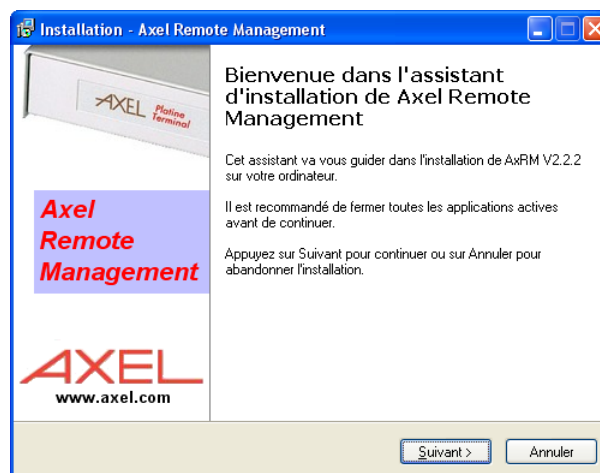 Installation - Axel Remote Management
AXEL Platine
Terminal
Axel
Remote
Management
AXEL
www.axel.com
Bienvenue dans l'assistant
d'installation de Axel Remote
Management
Cet assistant va vous guider dans l'installation de AxRM V2.2.2
sur votre ordinateur.
Il est recommandé de fermer toutes les applications actives
avant de continuer.
Appuyez sur Suivant pour continuer ou sur Annuler pour
abandonner l'installation.
Suivant >
Annuler